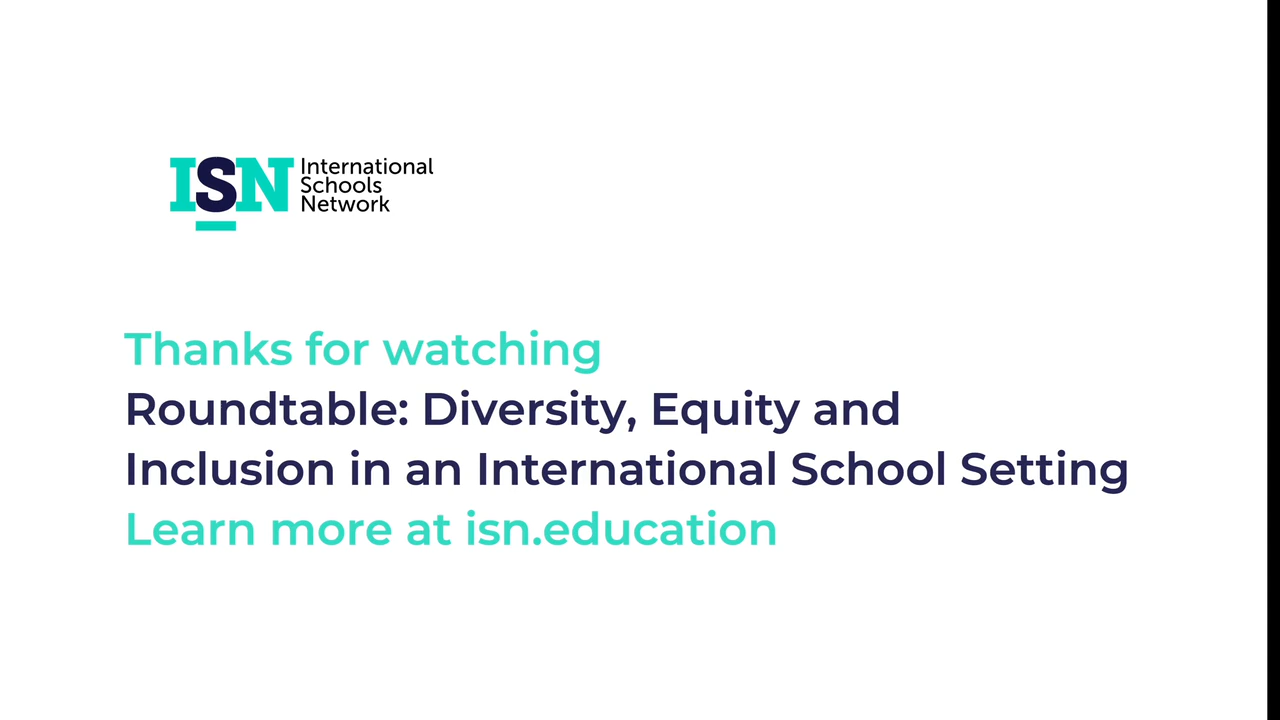 ISN
International
Schools
Network
Thanks for watching
Roundtable: Diversity, Equity and
Inclusion in an International School Setting
Learn more at isn.education